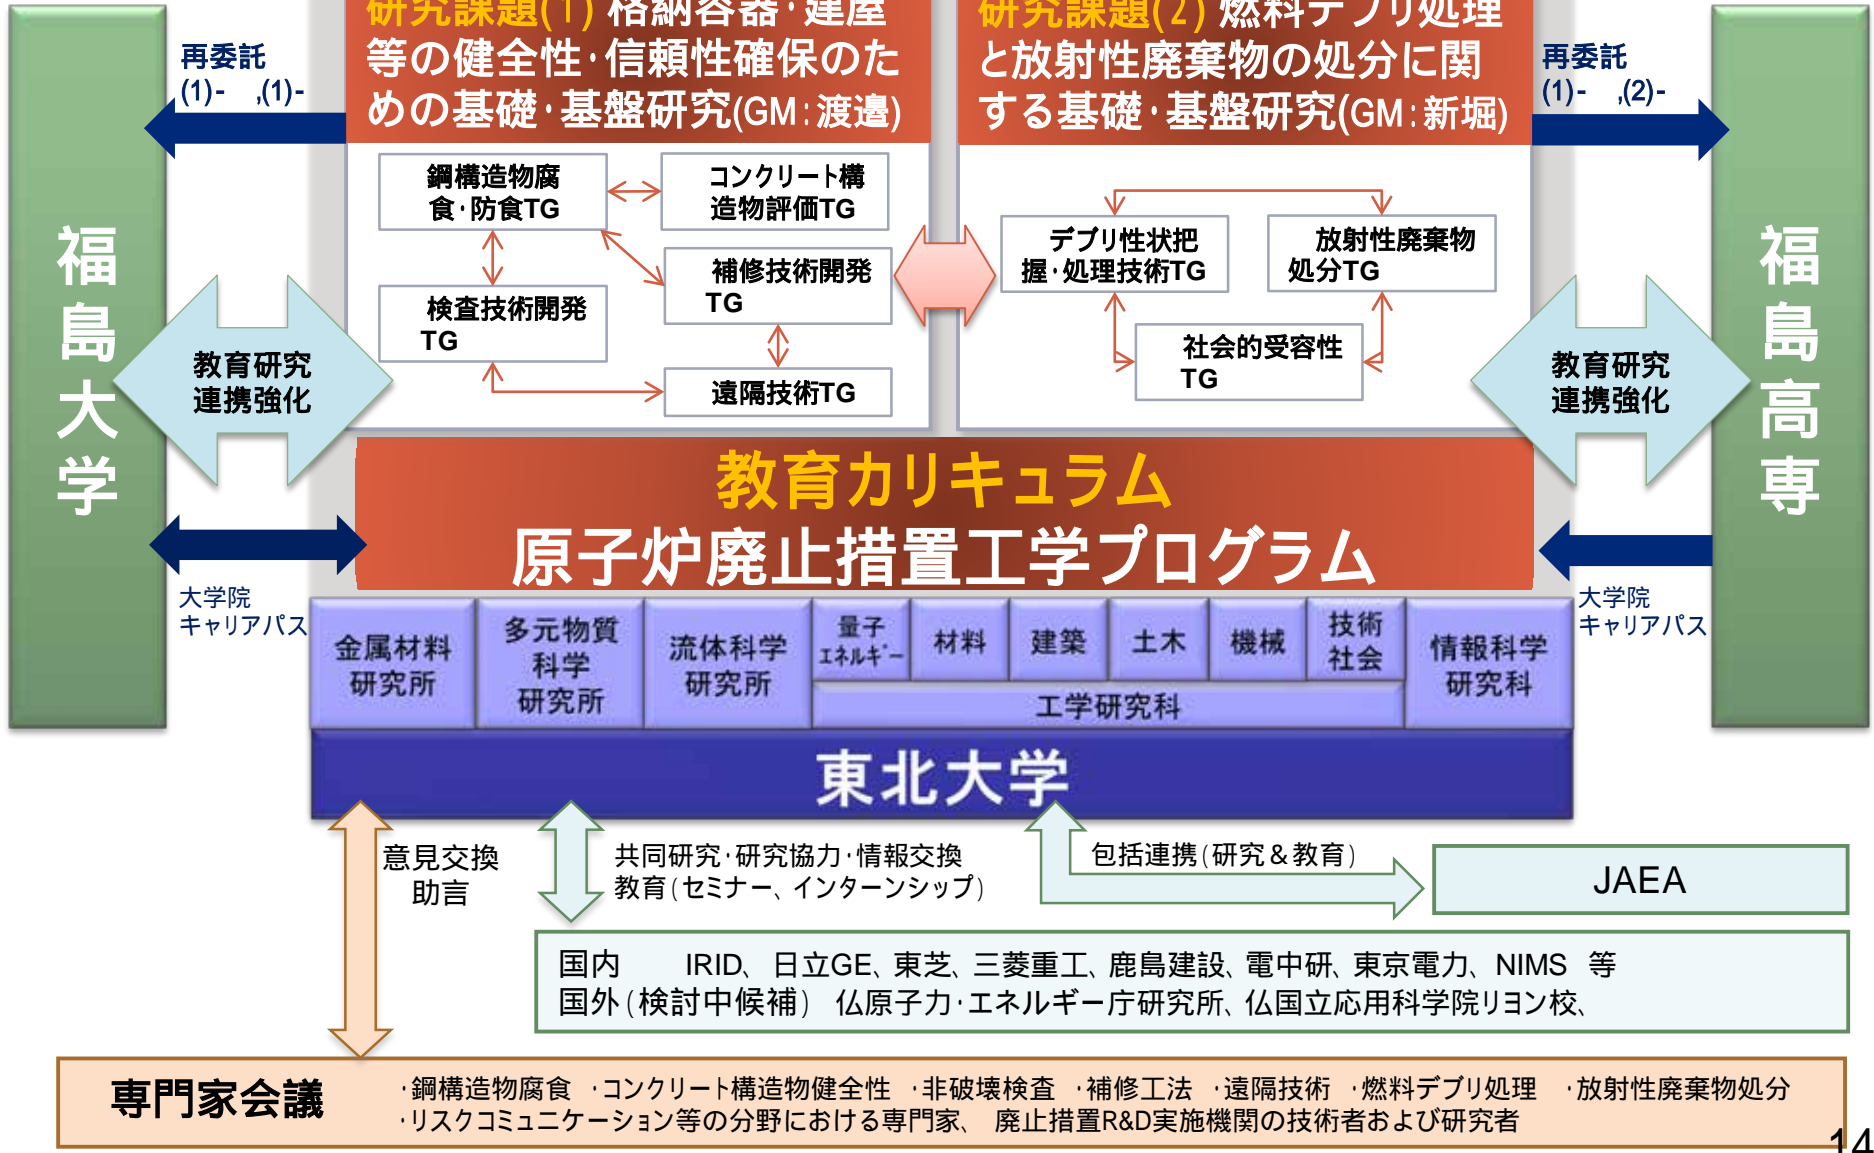 研究課題(1) 格納容器・建屋
等の健全性・信頼性確保のた
めの基礎・基盤研究(GM:渡邊)
研究課題(2) 燃料デブリ処理
と放射性廃棄物の処分に関
する基礎・基盤研究(GM:新堀)
再委託
(1)- ,(1)-
再委託
(1)- ,(2)-
福島大学
福島高専
鋼構造物腐
食・防食TG
コンクリート構
造物評価TG
補修技術開発
TG
検査技術開発
TG
遠隔技術TG
デブリ性状把
握・処理技術TG
放射性廃棄物
処分TG
社会的受容性
TG
教育研究
連携強化
教育研究
連携強化
教育カリキュラム
原子炉廃止措置工学プログラム
大学院
キャリアパス
大学院
キャリアパス
金属材料
研究所
多元物質
科学
研究所
流体科学
研究所
量子
エネルギー
材料
建築
土木
機械
技術
社会
工学研究科
情報科学
研究科
東北大学
意見交換
助言
共同研究・研究協力・情報交換
教育(セミナー、インターンシップ)
包括連携(研究&教育)
JAEA
国内 IRID、日立GE、東芝、三菱重工、鹿島建設、電中研、東京電力、NIMS 等
国外(検討中候補) 仏原子力・エネルギー庁研究所、仏国立応用科学院リヨン校、
専門家会議
・鋼構造物腐食 ・コンクリート構造物健全性 ・非破壊検査 ・補修工法 ・遠隔技術 ・燃料デブリ処理 ・放射性廃棄物処分
・リスクコミュニケーション等の分野における専門家、 廃止措置R&D実施機関の技術者および研究者
14